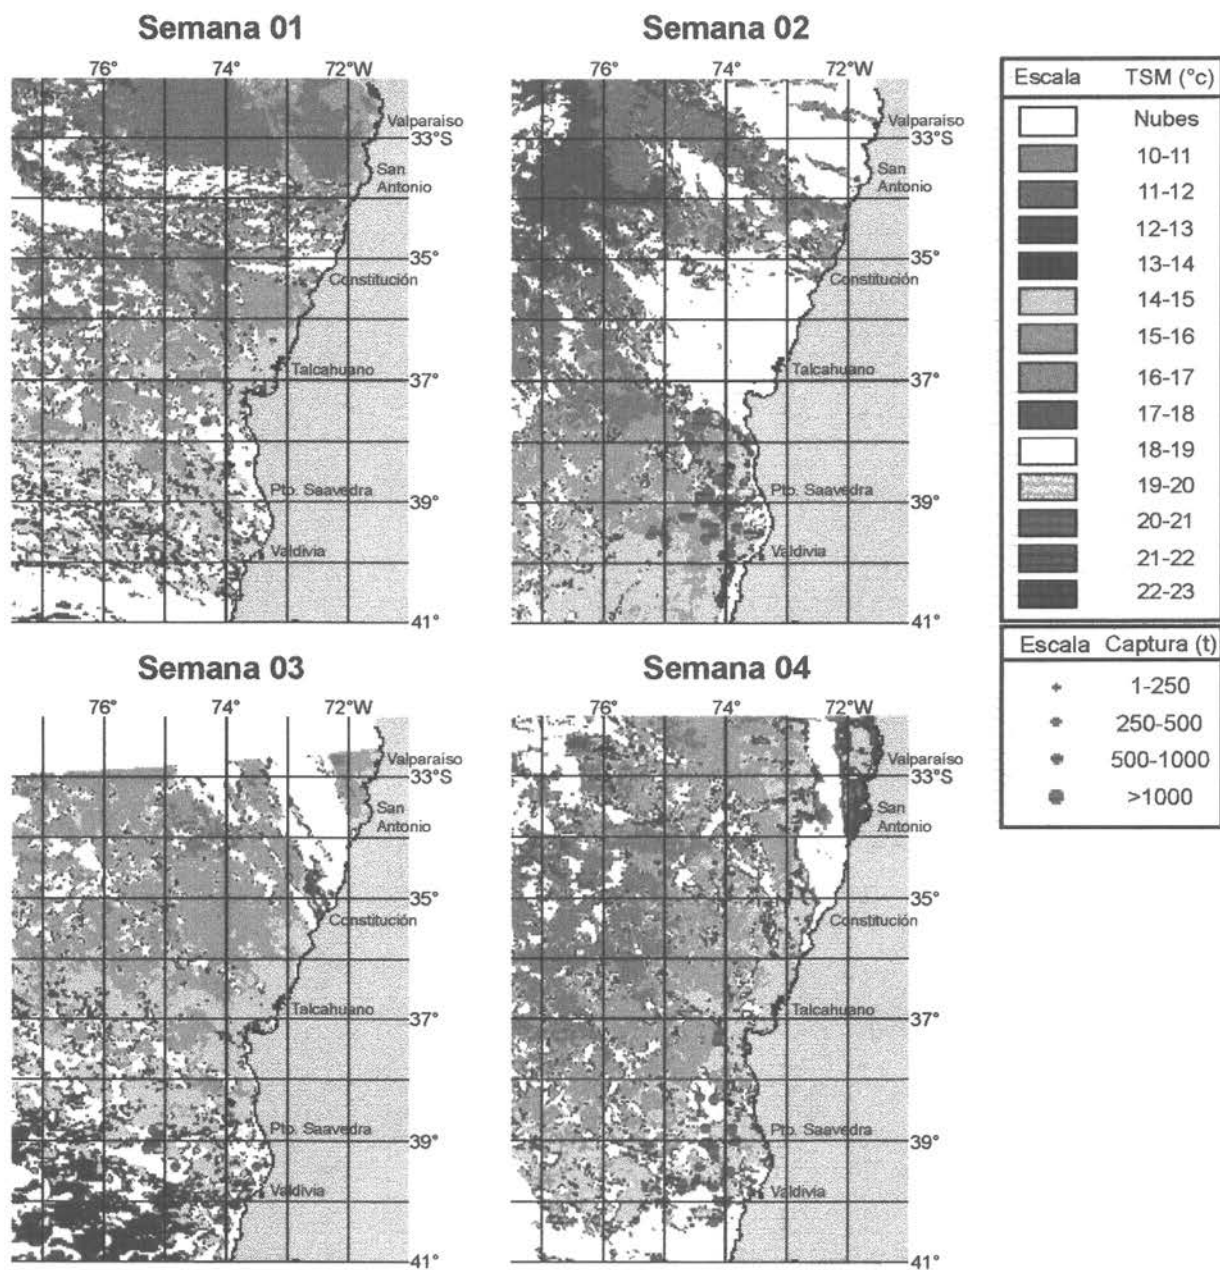 Semana 01
76° 74° 72°W
Valparaiso
33°S
San
Antonio
35°
Constitución
Talcahuano
37°
Pto. Saavedra
39°
Valdivia
41°
Semana 02
76° 74° 72°W
Valparaiso
33°S
San
Antonio
35°
Constitución
Talcahuano
37°
Pto. Saavedra
39°
Valdivia
41°
Escala TSM (°c)
Nubes
10-11
11-12
12-13
13-14
14-15
15-16
16-17
17-18
18-19
19-20
20-21
21-22
22-23
Escala Captura (t)
1-250
250-500
500-1000
>1000
Semana 03
76° 74° 72°W
Valparaiso
33°S
San
Antonio
35°
Constitución
Talcahuano
37°
Pto. Saavedra
39°
Valdivia
41°
Semana 04
76° 74° 72°W
Valparaiso
33°S
San
Antonio
35°
Constitución
Talcahuano
37°
Pto. Saavedra
39°
Valdivia
41°